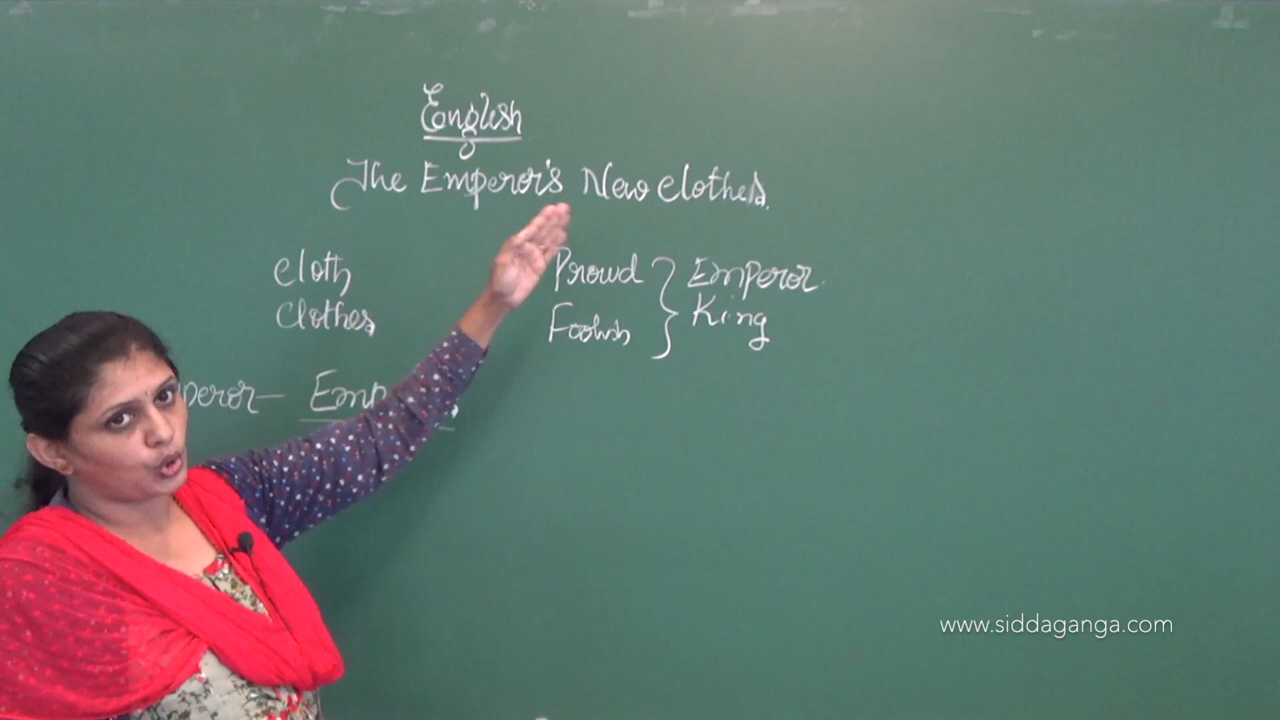 English
The Emperor's New Clothes.
Cloth
Clothes
Proud
Foolish
Emperor
King
www.siddaganga.com